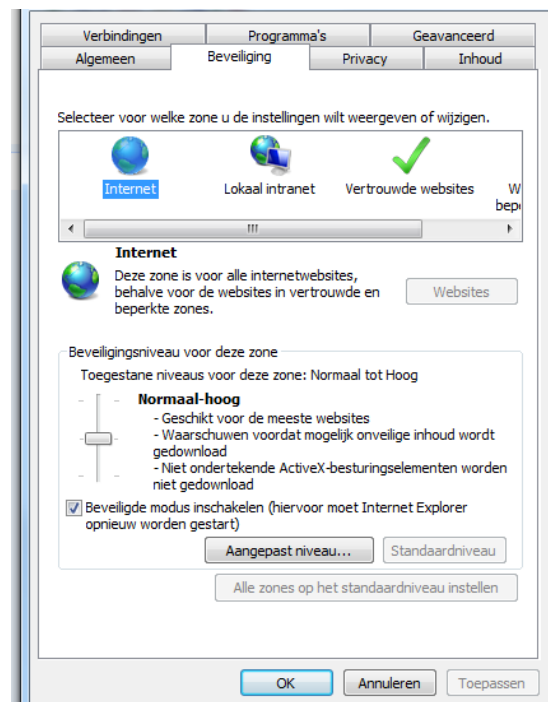 Verbindingen Programma's Geavanceerd
Algemeen Beveiliging Privacy Inhoud
Selecteer voor welke zone u de instellingen wilt weergeven of wijzigen.
Internet Lokaal intranet Vertrouwde websites W
bepe
Internet
Deze zone is voor alle internetwebsites,
behalve voor de websites in vertrouwde en
beperkte zones.
Websites
Beveiligingsniveau voor deze zone
Toegestane niveaus voor deze zone: Normaal tot Hoog
Normaal-hoog
- Geschikt voor de meeste websites
- Waarschuwen voordat mogelijk onveilige inhoud wordt
gedownload
- Niet ondertekende ActiveX-besturingselementen worden
niet gedownload
Beveiligde modus inschakelen (hiervoor moet Internet Explorer
opnieuw worden gestart)
Aangepast niveau... Standaardniveau
Alle zones op het standaardniveau instellen
OK Annuleren Toepassen